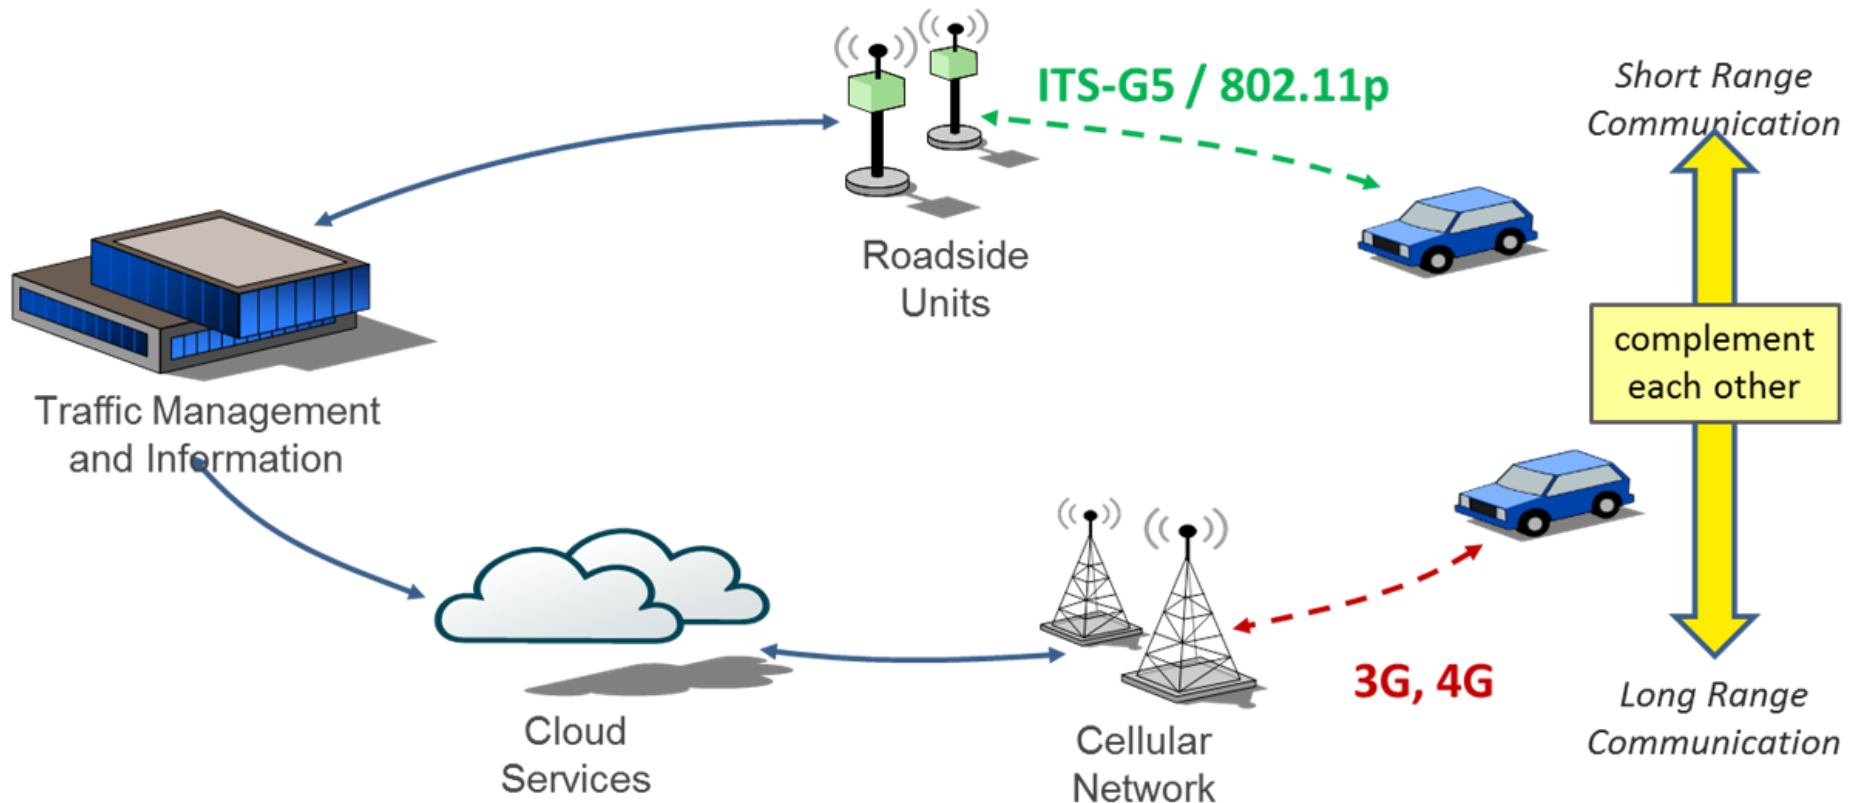 ITS-G5 / 802.11p
Short Range
Communication
Roadside
Units
complement
each other
Traffic Management
and Information
3G, 4G
Long Range
Communication
Cloud
Services
Cellular
Network